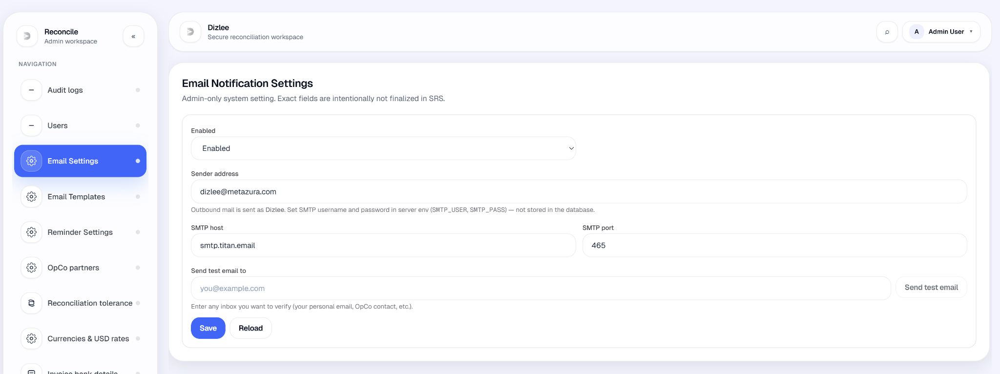 Reconcile
Admin workspace
«
NAVIGATION
Audit logs
Users
Email Settings
Email Templates
Reminder Settings
OpCo partners
Reconciliation tolerance
Currencies & USD rates
Invoice bank details
Dizlee
Secure reconciliation workspace
A Admin User
Email Notification Settings
Admin-only system setting. Exact fields are intentionally not finalized in SRS.
Enabled
Enabled
Sender address
dizlee@metazura.com
Outbound mail is sent as Dizlee. Set SMTP username and password in server env (SMTP_USER, SMTP_PASS) — not stored in the database.
SMTP host
SMTP port
smtp.titan.email
465
Send test email to
you@example.com
Send test email
Enter any inbox you want to verify (your personal email, OpCo contact, etc.).
Save
Reload